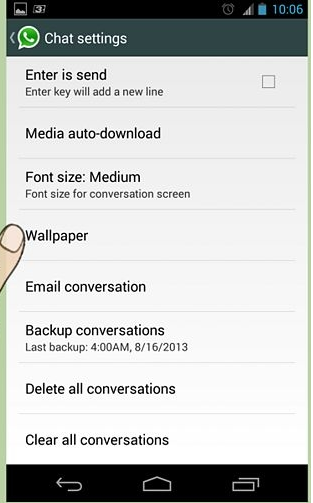 10:06
Chat settings
Enter is send
Enter key will add a new line
Media auto-download
Font size: Medium
Font size for conversation screen
Wallpaper
Email conversation
Backup conversations
Last backup: 4:00AM, 8/16/2013
Delete all conversations
Clear all conversations